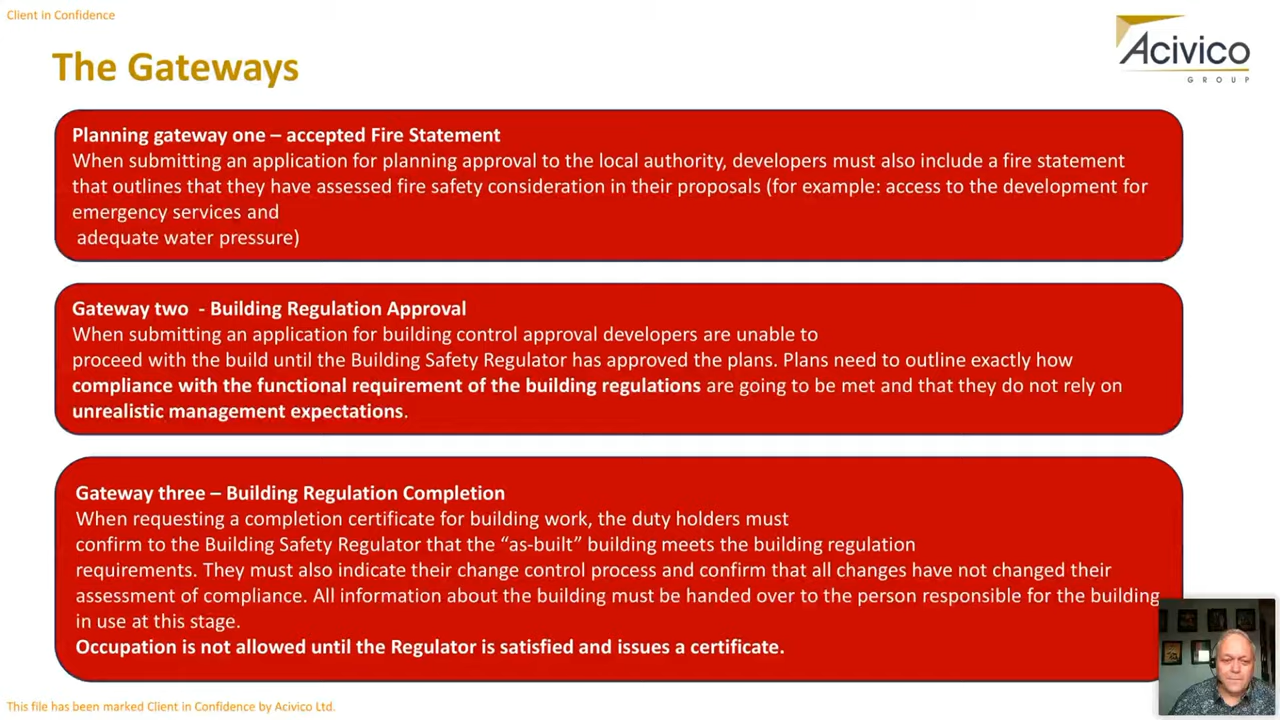 Client in Confidence
Acivico
GROUP
The Gateways
Planning gateway one – accepted Fire Statement
When submitting an application for planning approval to the local authority, developers must also include a fire statement
that outlines that they have assessed fire safety consideration in their proposals (for example: access to the development for
emergency services and
adequate water pressure)
Gateway two  - Building Regulation Approval
When submitting an application for building control approval developers are unable to
proceed with the build until the Building Safety Regulator has approved the plans. Plans need to outline exactly how
compliance with the functional requirement of the building regulations are going to be met and that they do not rely on
unrealistic management expectations.
Gateway three – Building Regulation Completion
When requesting a completion certificate for building work, the duty holders must
confirm to the Building Safety Regulator that the “as-built” building meets the building regulation
requirements. They must also indicate their change control process and confirm that all changes have not changed their
assessment of compliance. All information about the building must be handed over to the person responsible for the building
in use at this stage.
Occupation is not allowed until the Regulator is satisfied and issues a certificate.
This file has been marked Client in Confidence by Acivico Ltd.